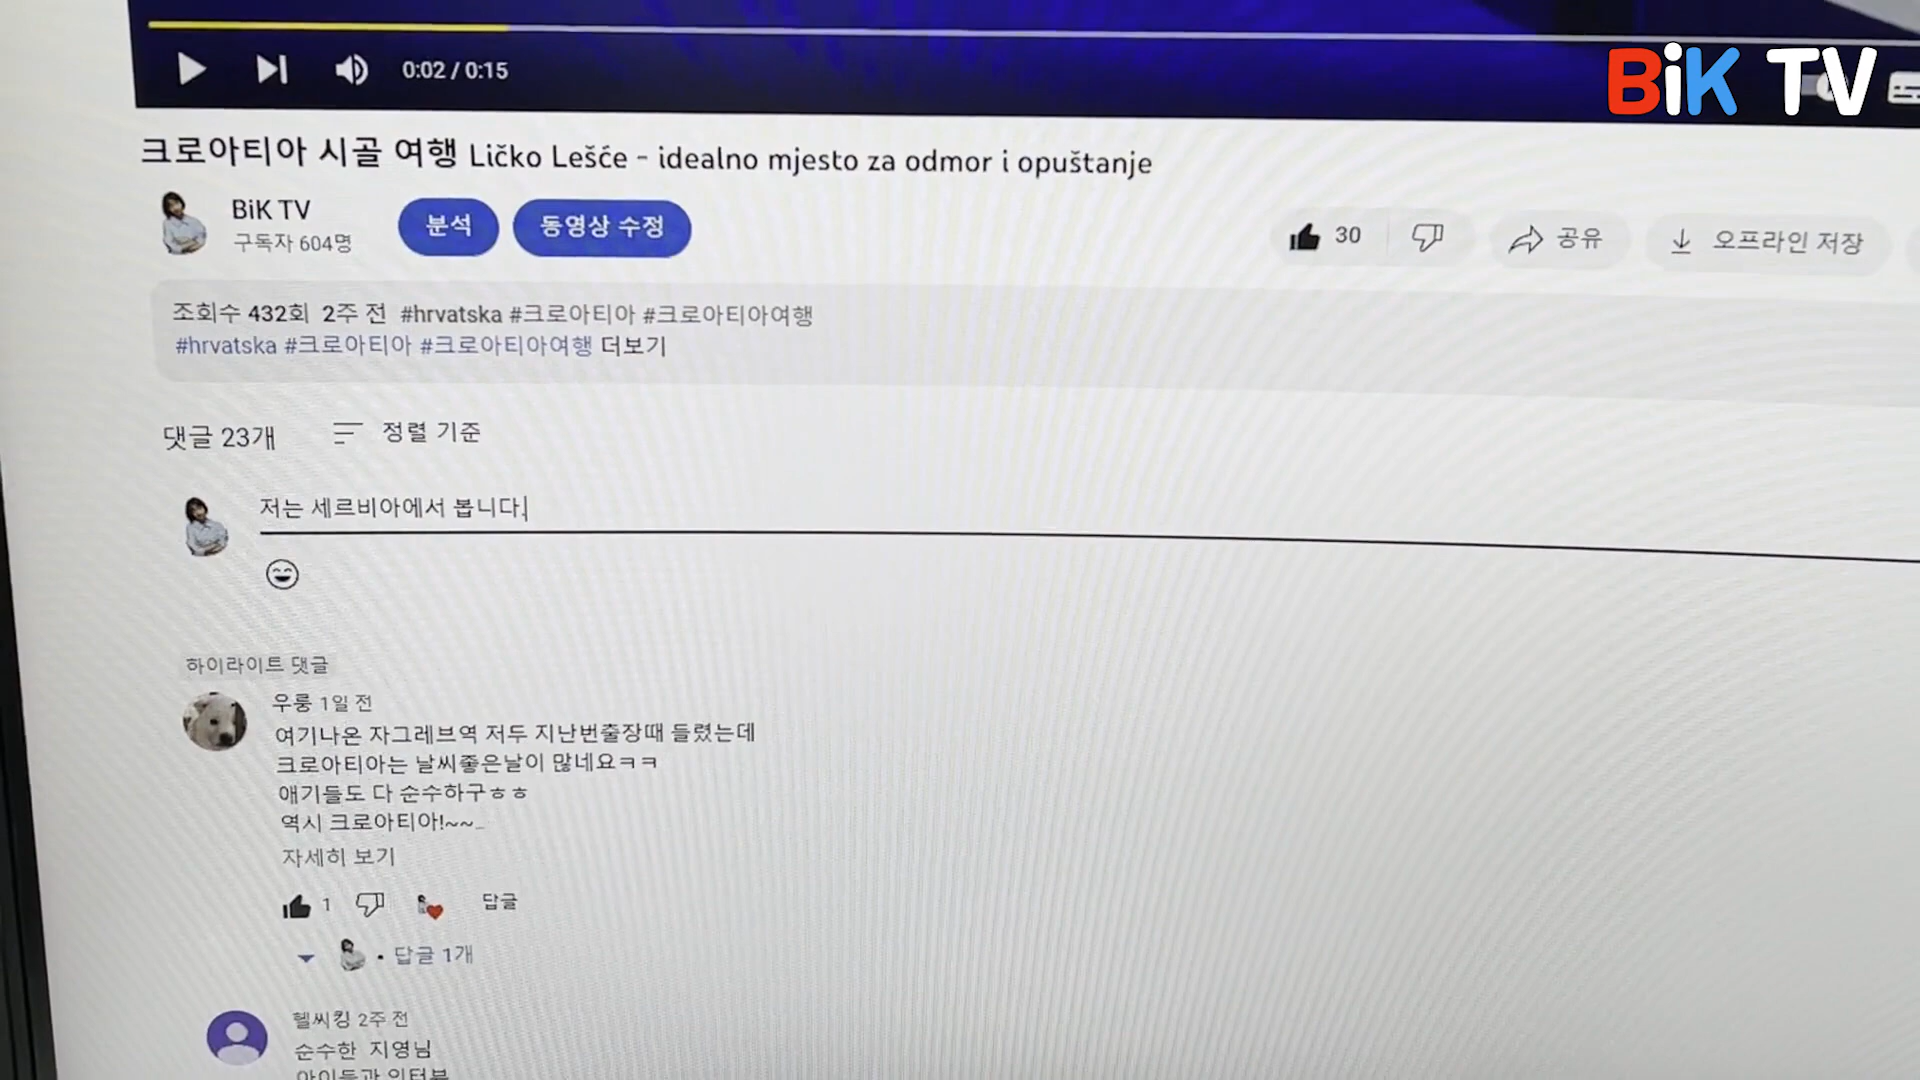 BiK TV
0:02 / 0:15
크로아티아 시골 여행 Ličko Lešće - idealno mjesto za odmor i opuštanje
BiK TV
구독자 604명
분석
동영상 수정
30
공유
오프라인 저장
조회수 432회 2주 전 #hrvatska #크로아티아 #크로아티아여행
#hrvatska #크로아티아 #크로아티아여행 더보기
댓글 23개
정렬 기준
저는 세르비아에서 봅니다.
하이라이트 댓글
우룽 1일 전
여기나온 자그레브역 저두 지난번출장때 들렸는데
크로아티아는 날씨좋은날이 많네요ㅋㅋ
애기들도 다 순수하구ㅎㅎ
역시 크로아티아!~~
자세히 보기
1
답글
· 답글 1개
헬씨킹 2주 전
순수한 지영님
아이들과 인터뷰